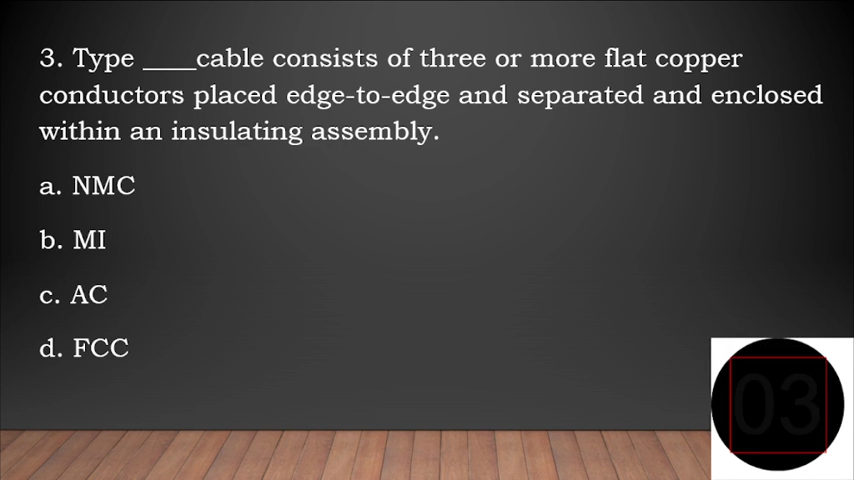 3. Type ____cable consists of three or more flat copper
conductors placed edge-to-edge and separated and enclosed
within an insulating assembly.
a. NMC
b. MI
c. AC
d. FCC
03